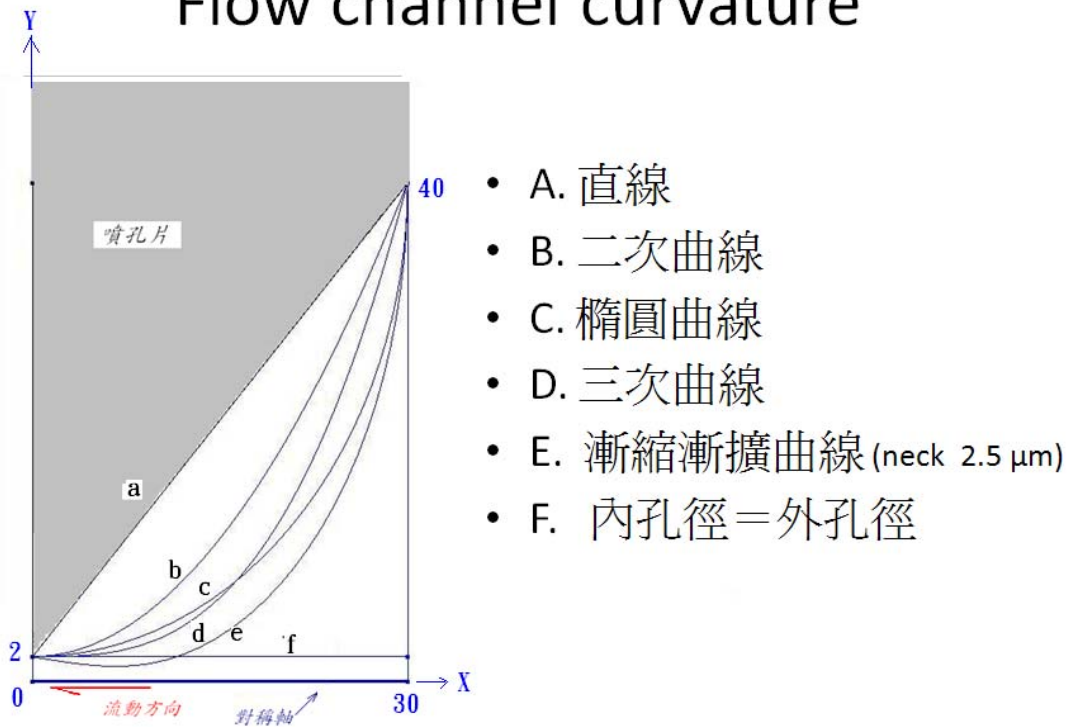 Flow channel curvature
Y
40
噴孔片
a
b
c
d
e
f
2
0
X
30
流動方向
對稱軸
• A. 直線
• B. 二次曲線
• C. 橢圓曲線
• D. 三次曲線
• E. 漸縮漸擴曲線(neck 2.5 μm)
• F. 內孔徑＝外孔徑